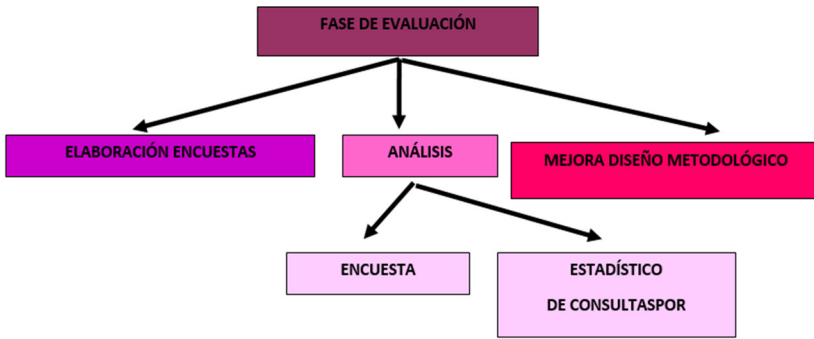 FASE DE EVALUACIÓN
ELABORACIÓN ENCUESTAS
ANÁLISIS
MEJORA DISEÑO METODOLÓGICO
ENCUESTA
ESTADÍSTICO
DE CONSULTASPOR